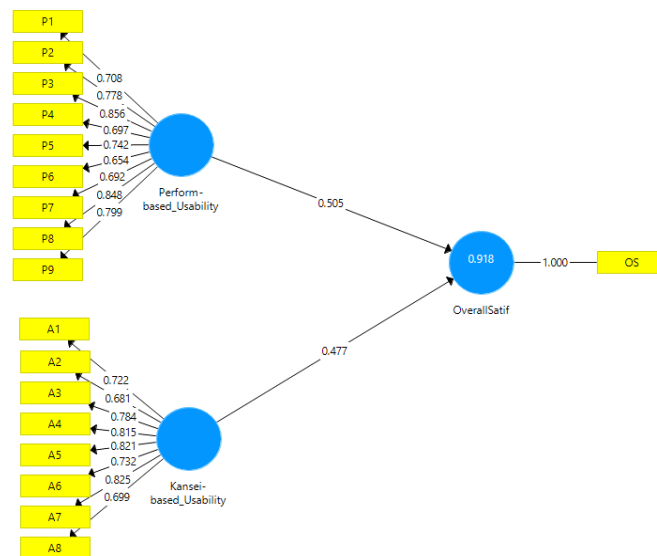 P1
P2
P3
P4
P5
P6
P7
P8
P9
0.708
0.778
0.856
0.697
0.742
0.654
0.692
0.848
0.799
Perform-
based_Usability
0.505
0.918
OverallSatif
1.000
OS
0.477
A1
A2
A3
A4
A5
A6
A7
A8
0.722
0.681
0.784
0.815
0.821
0.732
0.825
0.699
Kansei-
based_Usability